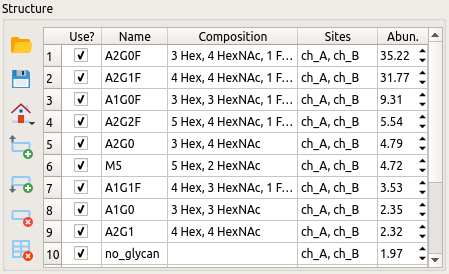 Structure
Use? Name Composition Sites Abun.
1 A2G0F 3 Hex, 4 HexNAc, 1 F... ch_A, ch_B 35.22
2 A2G1F 4 Hex, 4 HexNAc, 1 F... ch_A, ch_B 31.77
3 A1G0F 3 Hex, 3 HexNAc, 1 F... ch_A, ch_B 9.31
4 A2G2F 5 Hex, 4 HexNAc, 1 F... ch_A, ch_B 5.54
5 A2G0 3 Hex, 4 HexNAc ch_A, ch_B 4.79
6 M5 5 Hex, 2 HexNAc ch_A, ch_B 4.72
7 A1G1F 4 Hex, 3 HexNAc, 1 F... ch_A, ch_B 3.53
8 A1G0 3 Hex, 3 HexNAc ch_A, ch_B 2.35
9 A2G1 4 Hex, 4 HexNAc ch_A, ch_B 2.32
10 no_glycan ch_A, ch_B 1.97